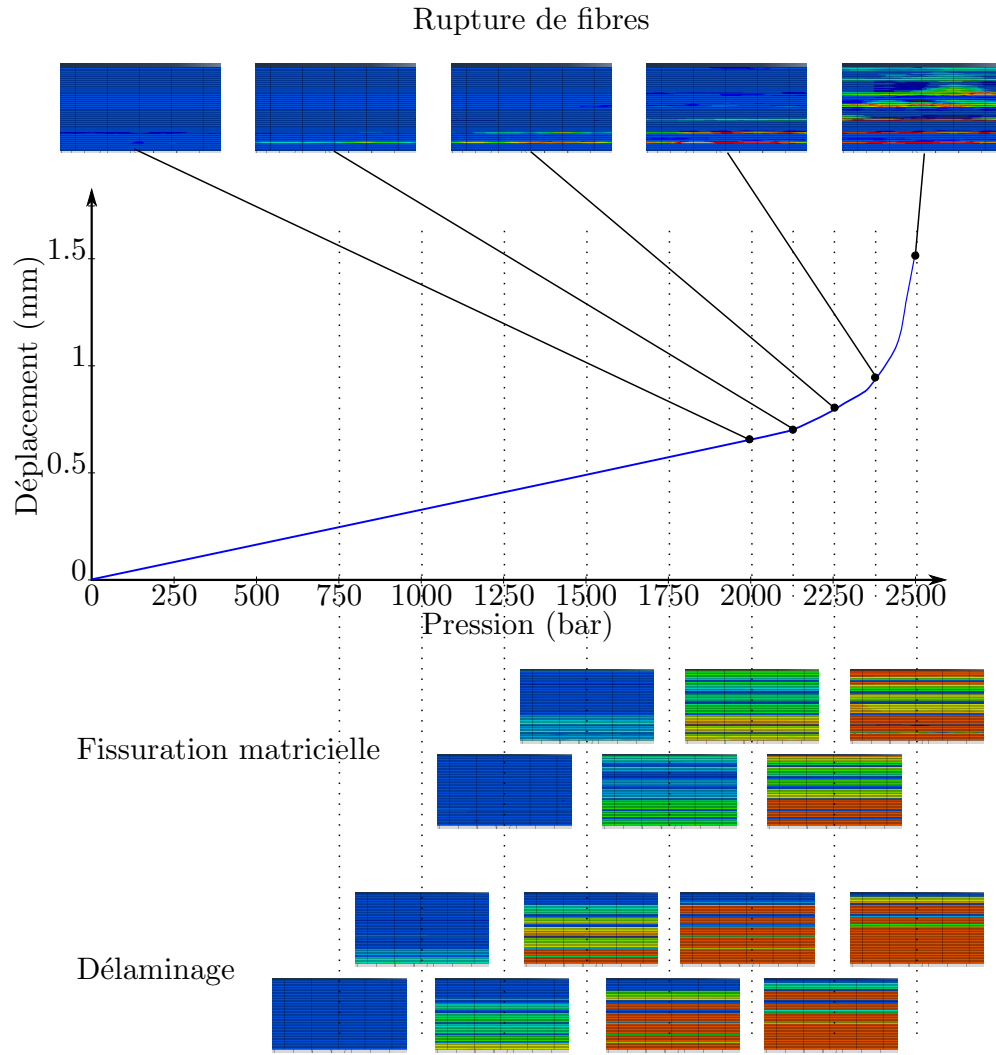 Rupture de fibres
Déplacement (mm)
1.5
1
0.5
0
0 250 500 750 1000 1250 1500 1750 2000 2250 2500
Pression (bar)
Fissuration matricielle
Délaminage